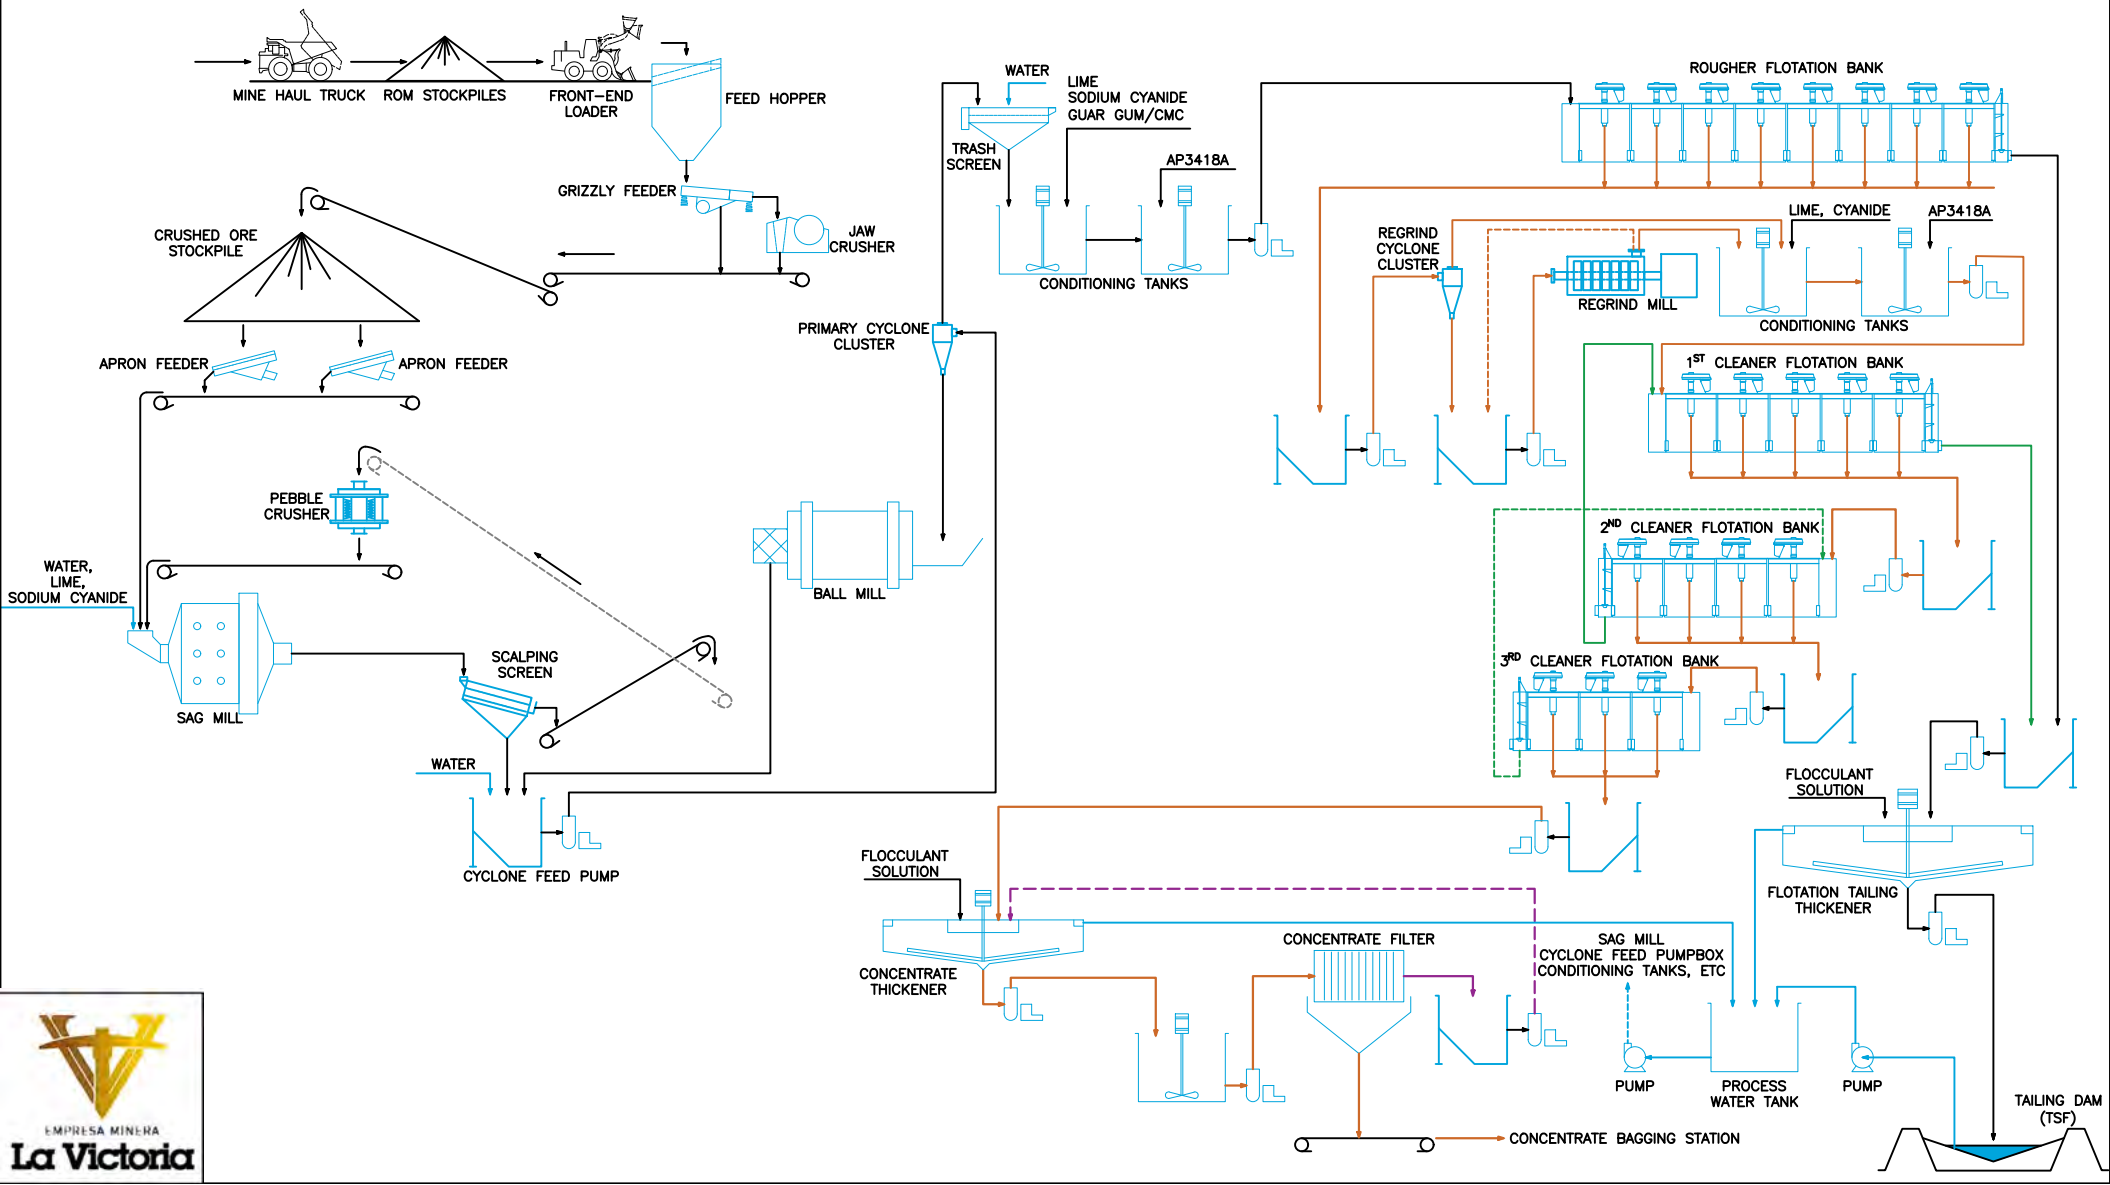 MINE HAUL TRUCK
ROM STOCKPILES
FRONT-END
LOADER
FEED HOPPER
GRIZZLY FEEDER
JAW
CRUSHER
CRUSHED ORE
STOCKPILE
APRON FEEDER
APRON FEEDER
PEBBLE
CRUSHER
WATER,
LIME,
SODIUM CYANIDE
SAG MILL
SCALPING
SCREEN
WATER
CYCLONE FEED PUMP
BALL MILL
PRIMARY CYCLONE
CLUSTER
WATER
TRASH
SCREEN
LIME
SODIUM CYANIDE
GUAR GUM/CMC
AP3418A
CONDITIONING TANKS
ROUGHER FLOTATION BANK
REGRIND
CYCLONE
CLUSTER
REGRIND MILL
LIME, CYANIDE
AP3418A
CONDITIONING TANKS
1ST CLEANER FLOTATION BANK
2ND CLEANER FLOTATION BANK
3RD CLEANER FLOTATION BANK
FLOCCULANT
SOLUTION
FLOTATION TAILING
THICKENER
FLOCCULANT
SOLUTION
CONCENTRATE
THICKENER
CONCENTRATE FILTER
SAG MILL
CYCLONE FEED PUMPBOX
CONDITIONING TANKS, ETC
PUMP
PROCESS
WATER TANK
PUMP
TAILING DAM
(TSF)
CONCENTRATE BAGGING STATION
EMPRESA MINERA
La Victoria